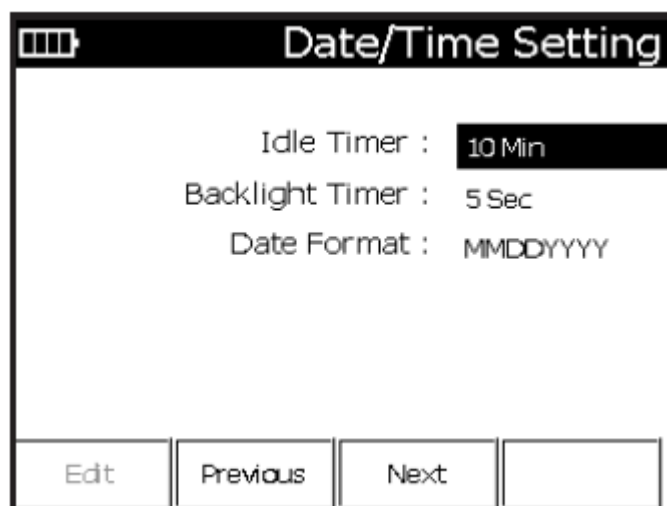 Date/Time Setting
Idle Timer : 10 Min
Backlight Timer : 5 Sec
Date Format : MMDDYYYY
Edit Previous Next